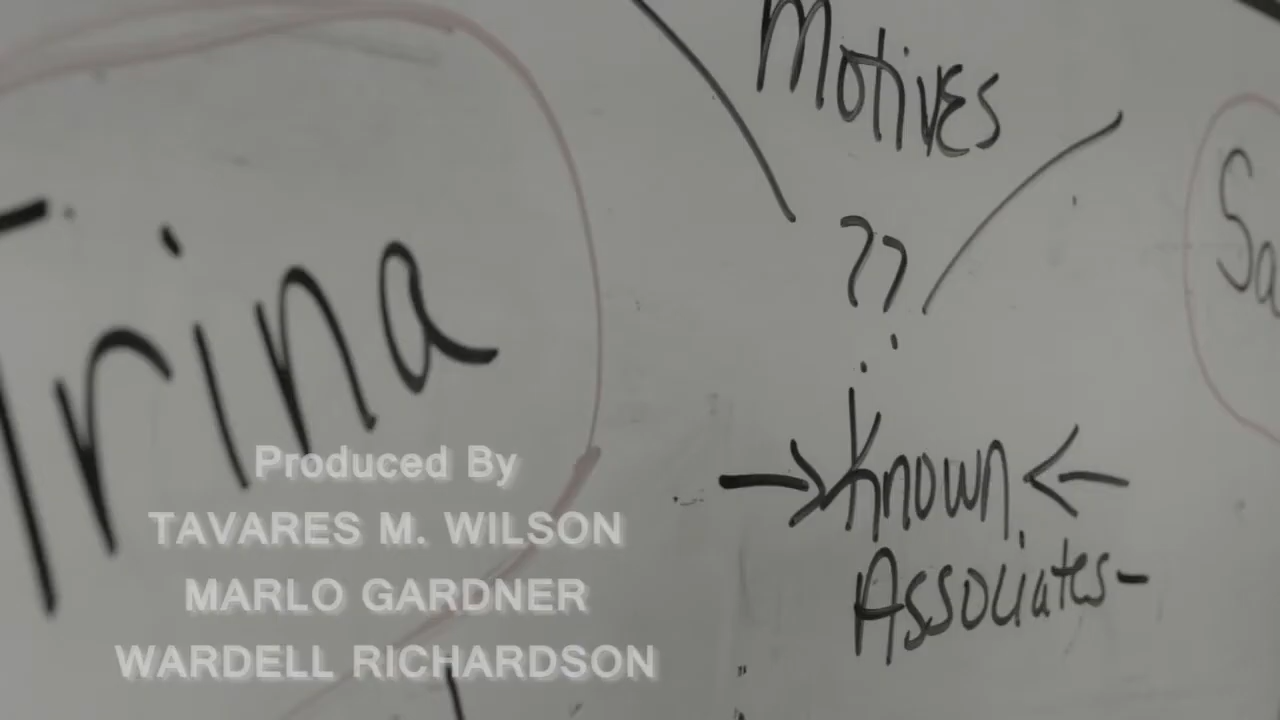 Motives
??
Trina
Known
Associates-
Produced By
TAVARES M. WILSON
MARLO GARDNER
WARDELL RICHARDSON